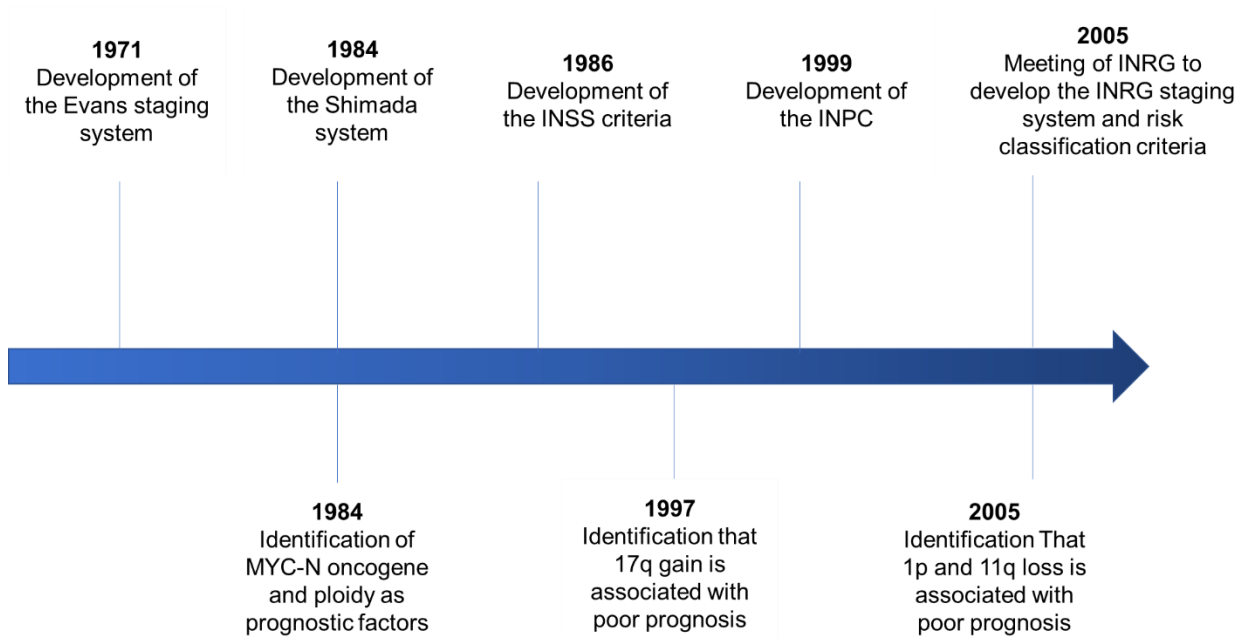 1971
Development of
the Evans staging
system
1984
Development of
the Shimada
system
1986
Development of
the INSS criteria
1999
Development of
the INPC
2005
Meeting of INRG to
develop the INRG staging
system and risk
classification criteria
1984
Identification of
MYC-N oncogene
and ploidy as
prognostic factors
1997
Identification that
17q gain is
associated with
poor prognosis
2005
Identification That
1p and 11q loss is
associated with
poor prognosis